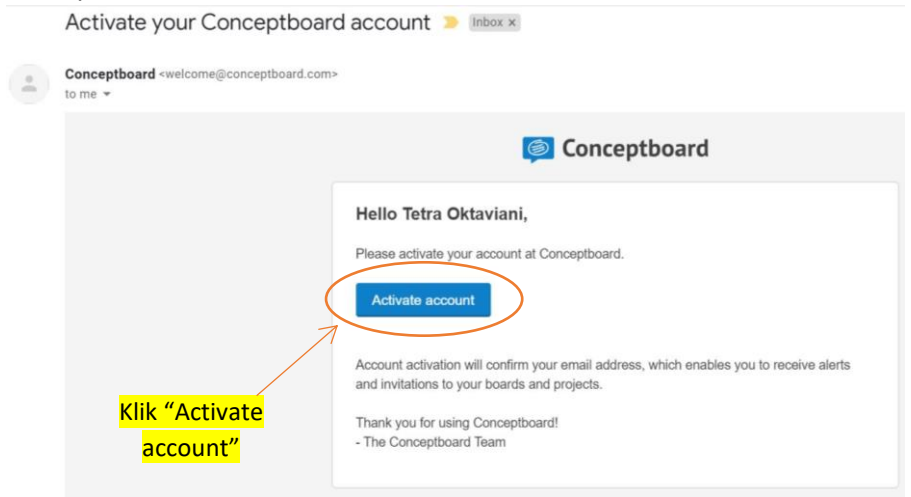 Activate your Conceptboard account Inbox x
Conceptboard <welcome@conceptboard.com>
to me
Conceptboard
Hello Tetra Oktaviani,
Please activate your account at Conceptboard.
Activate account
Account activation will confirm your email address, which enables you to receive alerts
and invitations to your boards and projects.
Klik “Activate
account”
Thank you for using Conceptboard!
- The Conceptboard Team